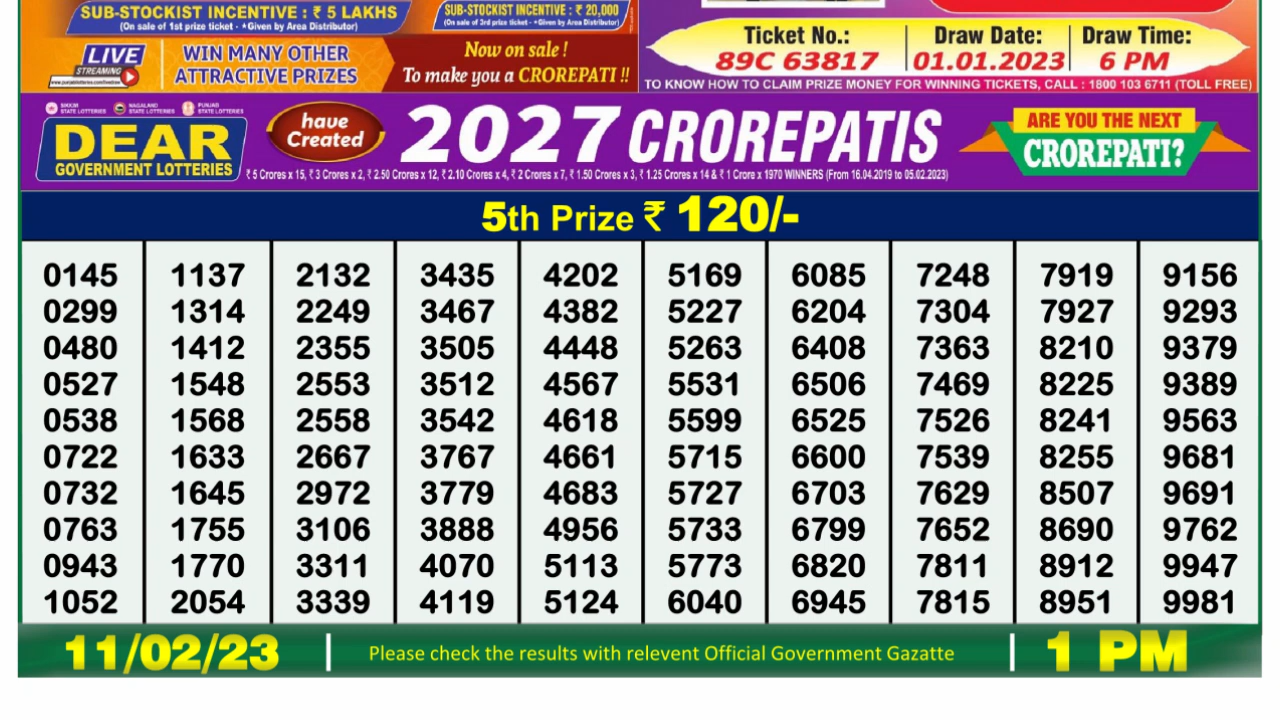 SUB-STOCKIST INCENTIVE : ₹ 5 LAKHS
(On sale of 1st prize ticket - *Given by Area Distributor)
SUB-STOCKIST INCENTIVE : ₹ 20,000
(On sale of 3rd prize ticket - *Given by Area Distributor)
LIVE
STREAMING
WIN MANY OTHER
ATTRACTIVE PRIZES
Now on sale !
To make you a CROREPATI !!
Ticket No.: Draw Date: Draw Time:
89C 63817 01.01.2023 6 PM
TO KNOW HOW TO CLAIM PRIZE MONEY FOR WINNING TICKETS, CALL : 1800 103 6711 (TOLL FREE)
SIKKIM STATE LOTTERIES NAGALAND STATE LOTTERIES PUNJAB STATE LOTTERIES
DEAR
GOVERNMENT LOTTERIES
have
Created
2027 CROREPATIS
₹ 5 Crores x 15, ₹ 3 Crores x 2, ₹ 2.50 Crores x 12, ₹ 2.10 Crores x 4, ₹ 2 Crores x 7, ₹ 1.50 Crores x 3, ₹ 1.25 Crores x 14 & ₹ 1 Crore x 1970 WINNERS (From 16.04.2019 to 05.02.2023)
ARE YOU THE NEXT
CROREPATI?
5th Prize ₹ 120/-
0145 1137 2132 3435 4202 5169 6085 7248 7919 9156
0299 1314 2249 3467 4382 5227 6204 7304 7927 9293
0480 1412 2355 3505 4448 5263 6408 7363 8210 9379
0527 1548 2553 3512 4567 5531 6506 7469 8225 9389
0538 1568 2558 3542 4618 5599 6525 7526 8241 9563
0722 1633 2667 3767 4661 5715 6600 7539 8255 9681
0732 1645 2972 3779 4683 5727 6703 7629 8507 9691
0763 1755 3106 3888 4956 5733 6799 7652 8690 9762
0943 1770 3311 4070 5113 5773 6820 7811 8912 9947
1052 2054 3339 4119 5124 6040 6945 7815 8951 9981
11/02/23 Please check the results with relevent Official Government Gazatte 1 PM